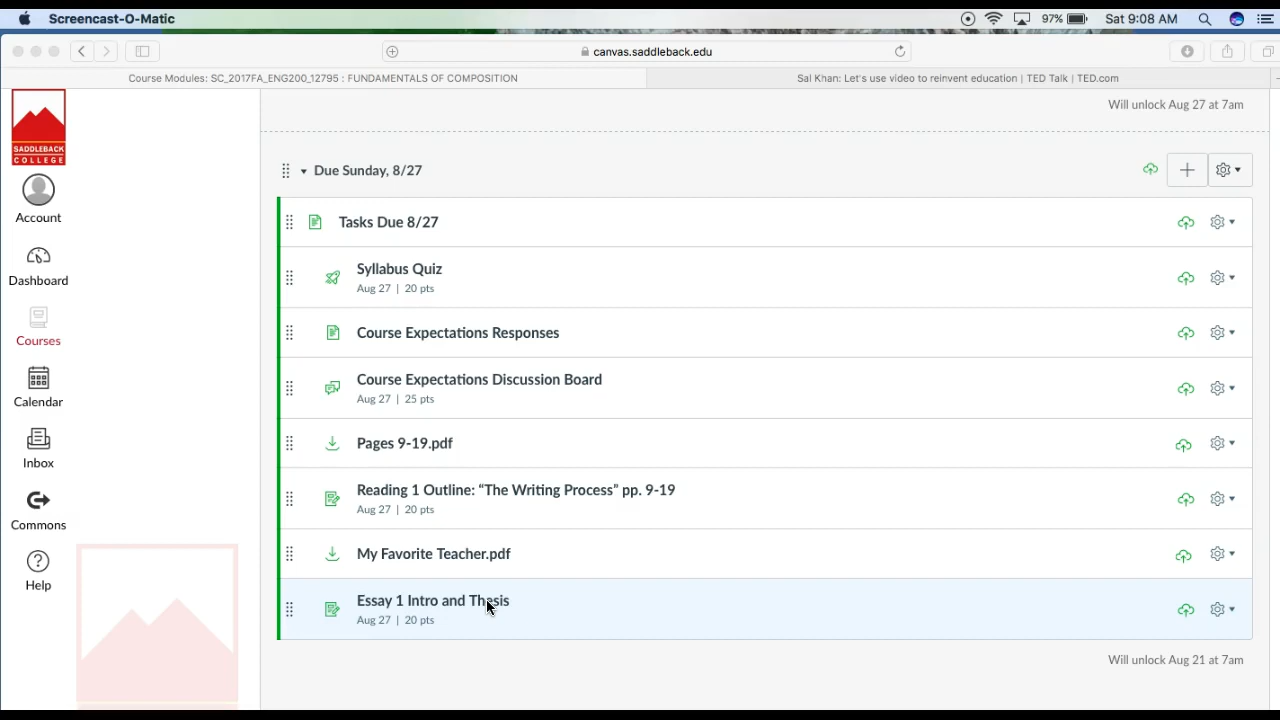 Screencast-O-Matic
97%
Sat 9:08 AM
canvas.saddleback.edu
Course Modules: SC_2017FA_ENG200_12795 : FUNDAMENTALS OF COMPOSITION
Sal Khan: Let's use video to reinvent education | TED Talk | TED.com
SADDLEBACK
COLLEGE
Account
Dashboard
Courses
Calendar
Inbox
Commons
Help
Will unlock Aug 27 at 7am
Due Sunday, 8/27
Tasks Due 8/27
Syllabus Quiz
Aug 27 | 20 pts
Course Expectations Responses
Course Expectations Discussion Board
Aug 27 | 25 pts
Pages 9-19.pdf
Reading 1 Outline: “The Writing Process” pp. 9-19
Aug 27 | 20 pts
My Favorite Teacher.pdf
Essay 1 Intro and Thesis
Aug 27 | 20 pts
Will unlock Aug 21 at 7am